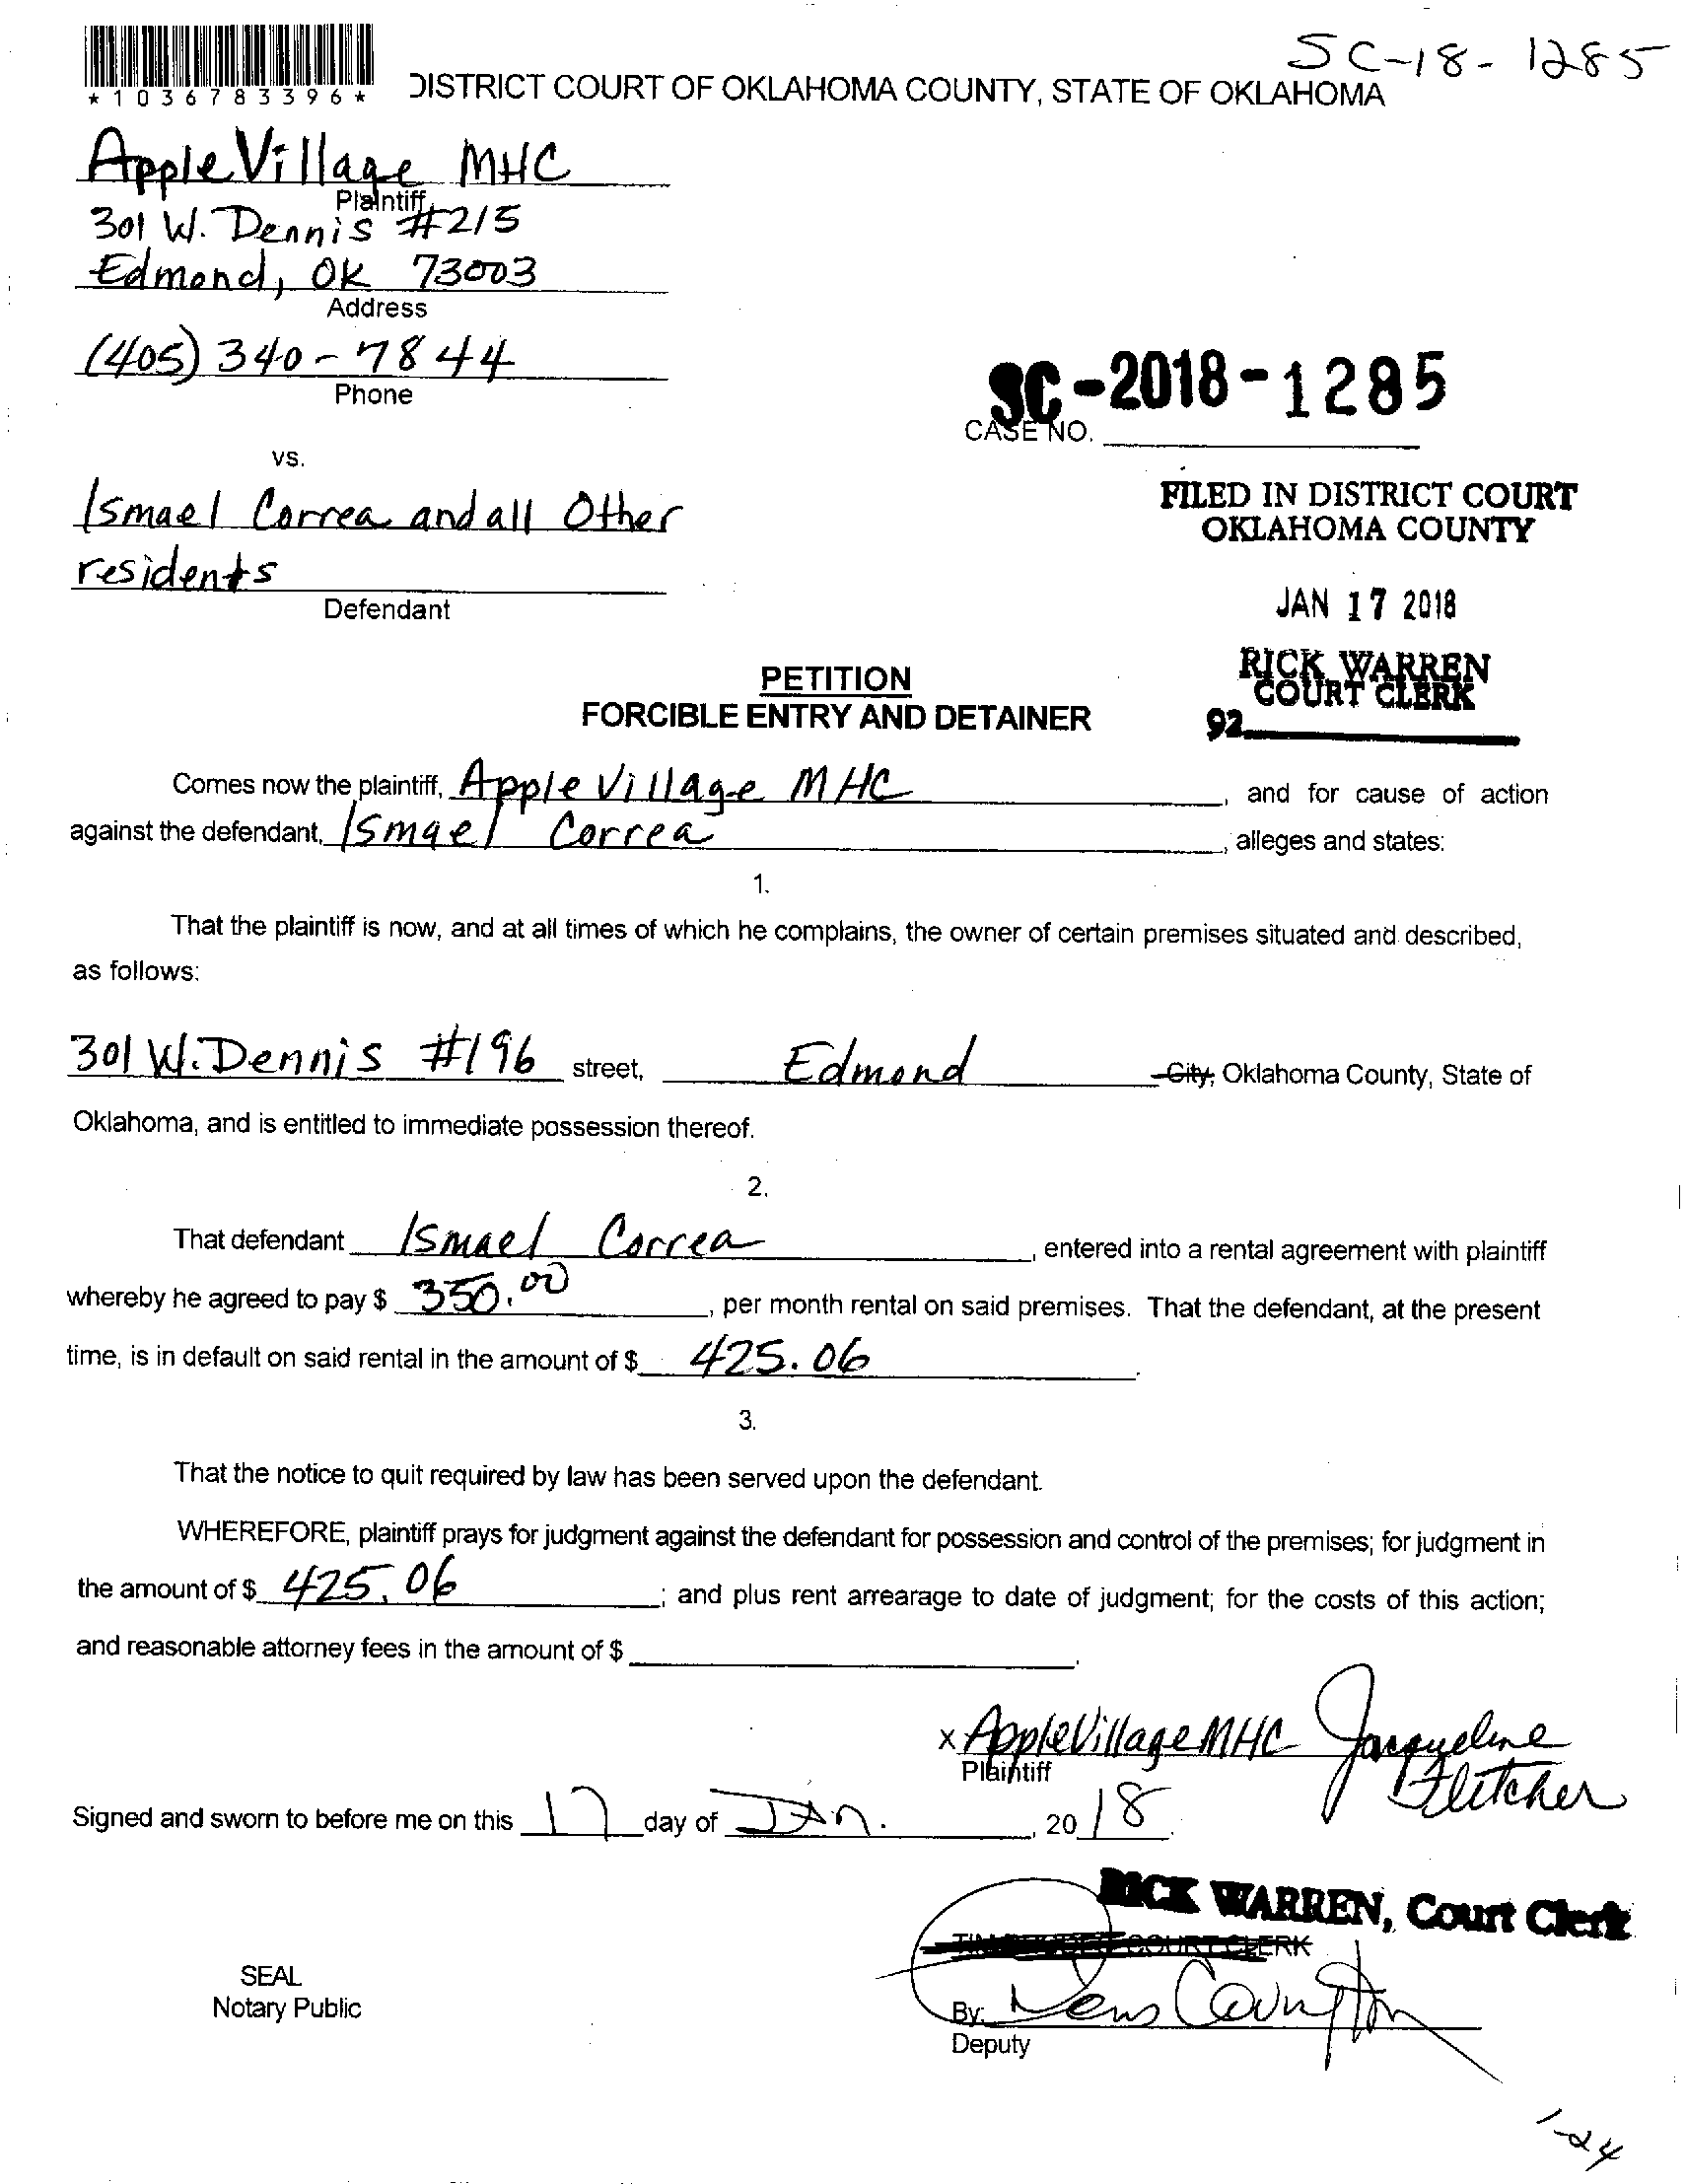 SC-18-1285
*1036783396*
DISTRICT COURT OF OKLAHOMA COUNTY, STATE OF OKLAHOMA
Apple Village MHC
Plaintiff
301 W. Dennis #215
Edmond, OK 73003
Address
(405) 340-7844
Phone
SC-2018-1285
CASE NO.
vs.
Ismael Correa and all Other
residents
Defendant
FILED IN DISTRICT COURT
OKLAHOMA COUNTY
JAN 17 2018
RICK WARREN
COURT CLERK
92
PETITION
FORCIBLE ENTRY AND DETAINER
Comes now the plaintiff, Apple Village MHC, and for cause of action
against the defendant, Ismael Correa, alleges and states:
1.
That the plaintiff is now, and at all times of which he complains, the owner of certain premises situated and described,
as follows:
301 W. Dennis #196 street, Edmond City, Oklahoma County, State of
Oklahoma, and is entitled to immediate possession thereof.
2.
That defendant Ismael Correa, entered into a rental agreement with plaintiff
whereby he agreed to pay $ 350.00, per month rental on said premises. That the defendant, at the present
time, is in default on said rental in the amount of $ 425.06.
3.
That the notice to quit required by law has been served upon the defendant.
WHEREFORE, plaintiff prays for judgment against the defendant for possession and control of the premises; for judgment in
the amount of $ 425.06; and plus rent arrearage to date of judgment; for the costs of this action;
and reasonable attorney fees in the amount of $ .
x Apple Village MHC Jacqueline
Fletcher
Plaintiff
Signed and sworn to before me on this 17 day of Jan., 2018.
RICK WARREN, Court Clerk
COURT CLERK
SEAL
Notary Public
By: Covington
Deputy
1-24